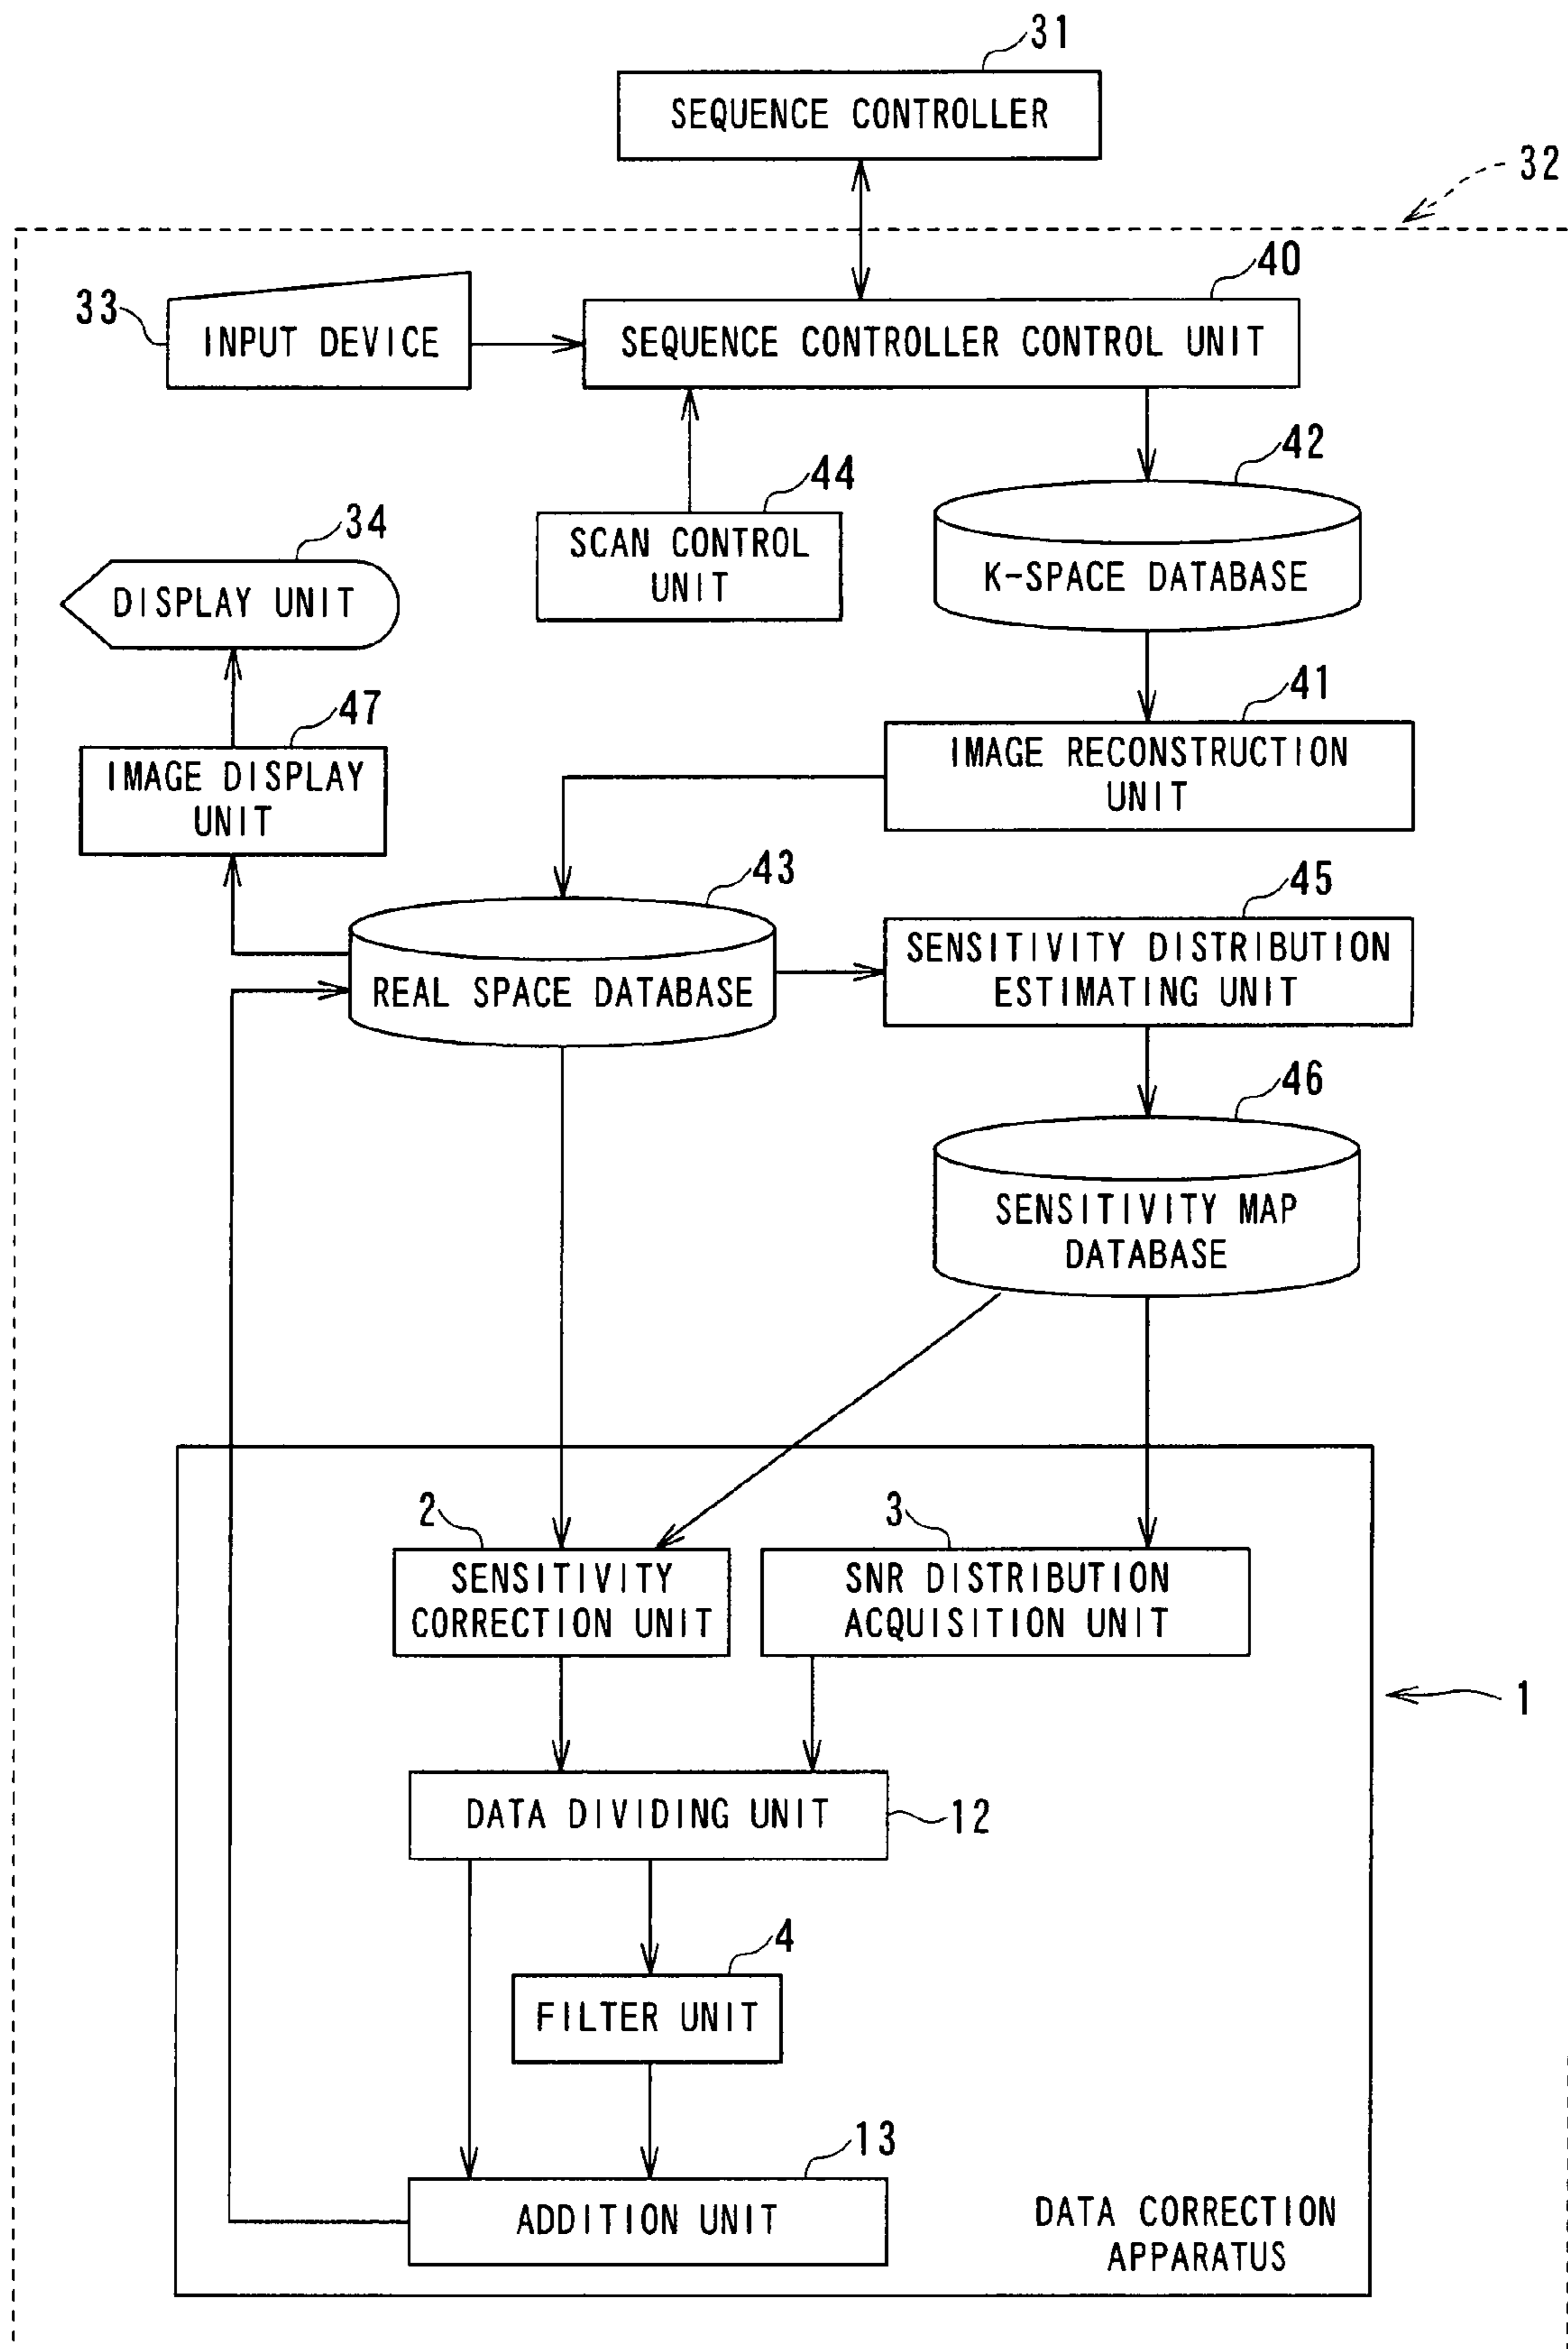 31
SEQUENCE CONTROLLER
32
40
33
INPUT DEVICE
SEQUENCE CONTROLLER CONTROL UNIT
42
44
34
SCAN CONTROL
UNIT
K-SPACE DATABASE
DISPLAY UNIT
41
47
IMAGE RECONSTRUCTION
UNIT
IMAGE DISPLAY
UNIT
43
45
SENSITIVITY DISTRIBUTION
ESTIMATING UNIT
REAL SPACE DATABASE
46
SENSITIVITY MAP
DATABASE
2
3
SENSITIVITY
CORRECTION UNIT
SNR DISTRIBUTION
ACQUISITION UNIT
1
DATA DIVIDING UNIT
12
4
FILTER UNIT
13
ADDITION UNIT
DATA CORRECTION
APPARATUS